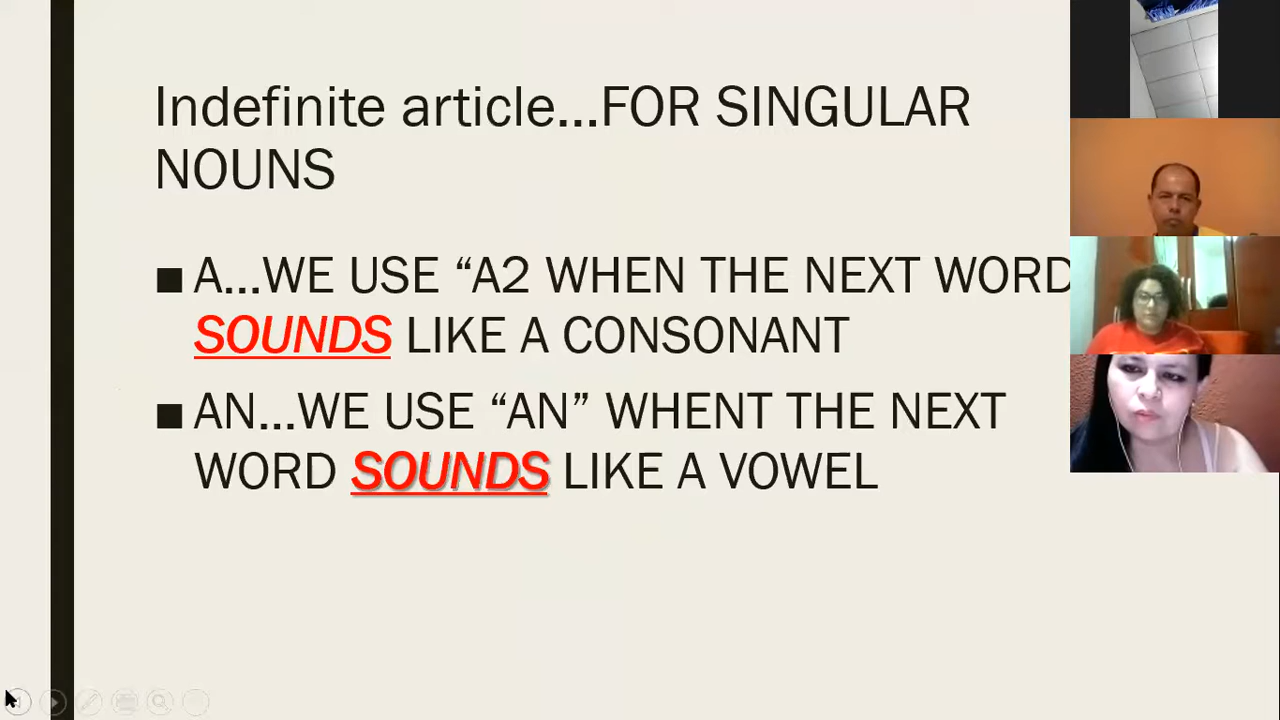 Indefinite article...FOR SINGULAR
NOUNS
■ A...WE USE “A2 WHEN THE NEXT WORD
SOUNDS LIKE A CONSONANT
■ AN...WE USE “AN” WHENT THE NEXT
WORD SOUNDS LIKE A VOWEL